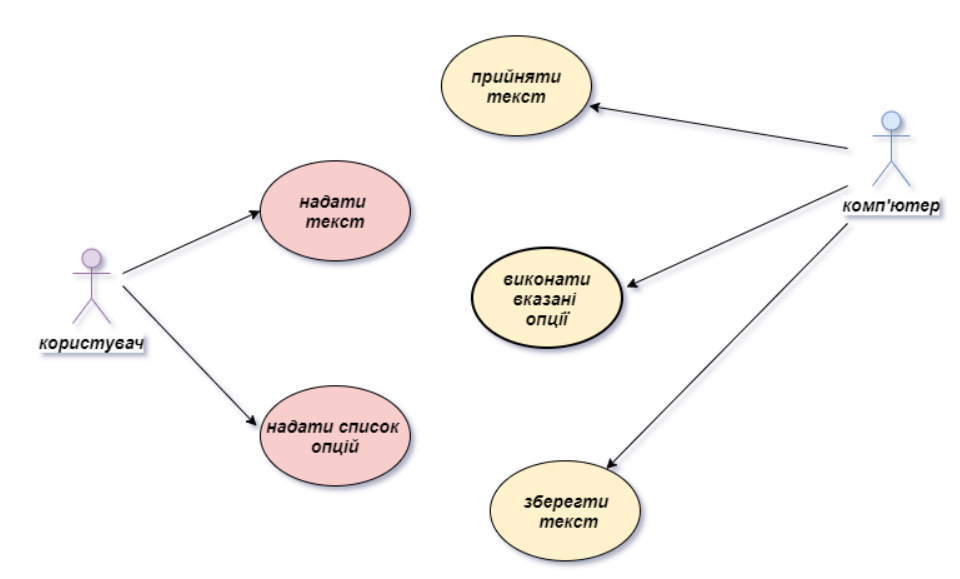 прийняти
текст
комп'ютер
надати
текст
виконати
вказані
опції
користувач
надати список
опцій
зберегти
текст